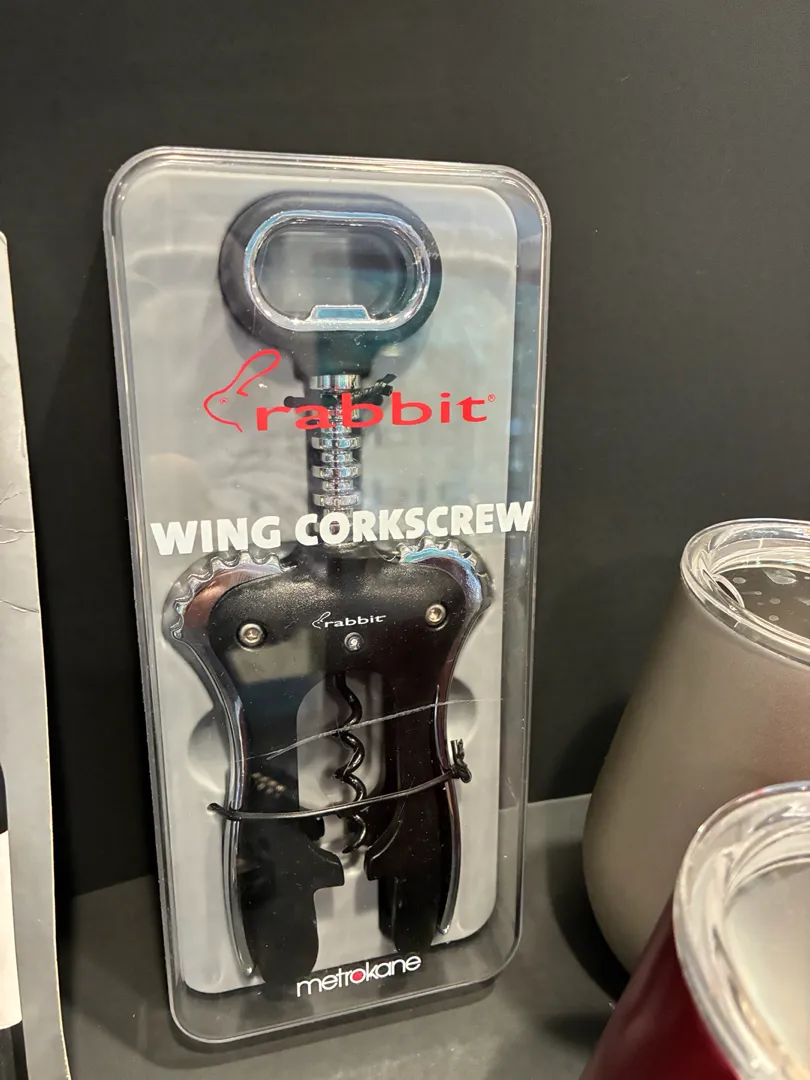 rabbit®
WING CORKSCREW
rabbit
metrokane